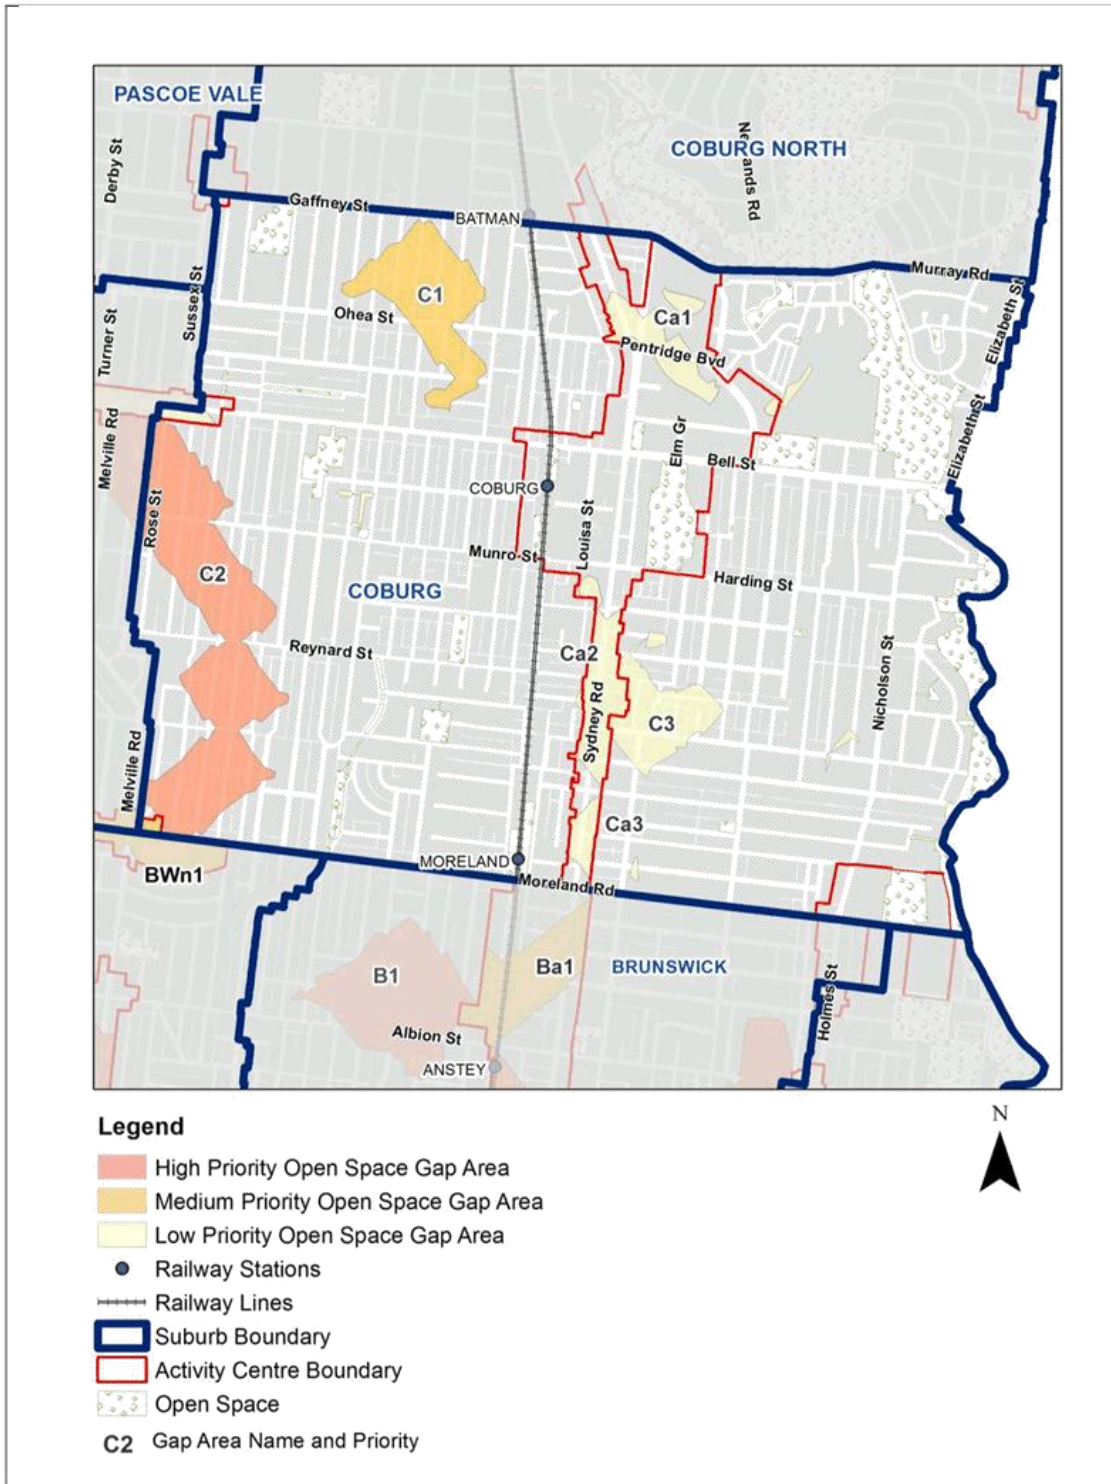 PASCOE VALE
COBURG NORTH
Derby St
Newlands Rd
Gaffney St
BATMAN
Murray Rd
Sussex St
Elizabeth St
C1
Ohea St
Ca1
Turner St
Pentridge Blvd
Melville Rd
Elizabeth St
Elm Gr
Bell St
COBURG
Rose St
Louisa St
Munro St
C2
COBURG
Harding St
Reynard St
Ca2
Nicholson St
Sydney Rd
C3
Melville Rd
Ca3
MORELAND
BWn1
Moreland Rd
B1
Ba1
BRUNSWICK
Holmes St
Albion St
ANSTEY
Legend
N
High Priority Open Space Gap Area
Medium Priority Open Space Gap Area
Low Priority Open Space Gap Area
Railway Stations
Railway Lines
Suburb Boundary
Activity Centre Boundary
Open Space
C2 Gap Area Name and Priority